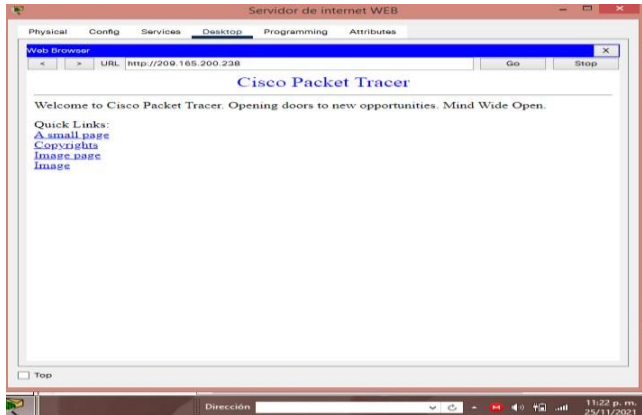 Servidor de internet WEB
Physical Config Services Desktop Programming Attributes
Web Browser X
< > URL http://209.165.200.238 Go Stop
Cisco Packet Tracer
Welcome to Cisco Packet Tracer. Opening doors to new opportunities. Mind Wide Open.
Quick Links:
A small page
Copyrights
Image page
Image
Top
Dirección
11:22 p. m.
25/11/2021